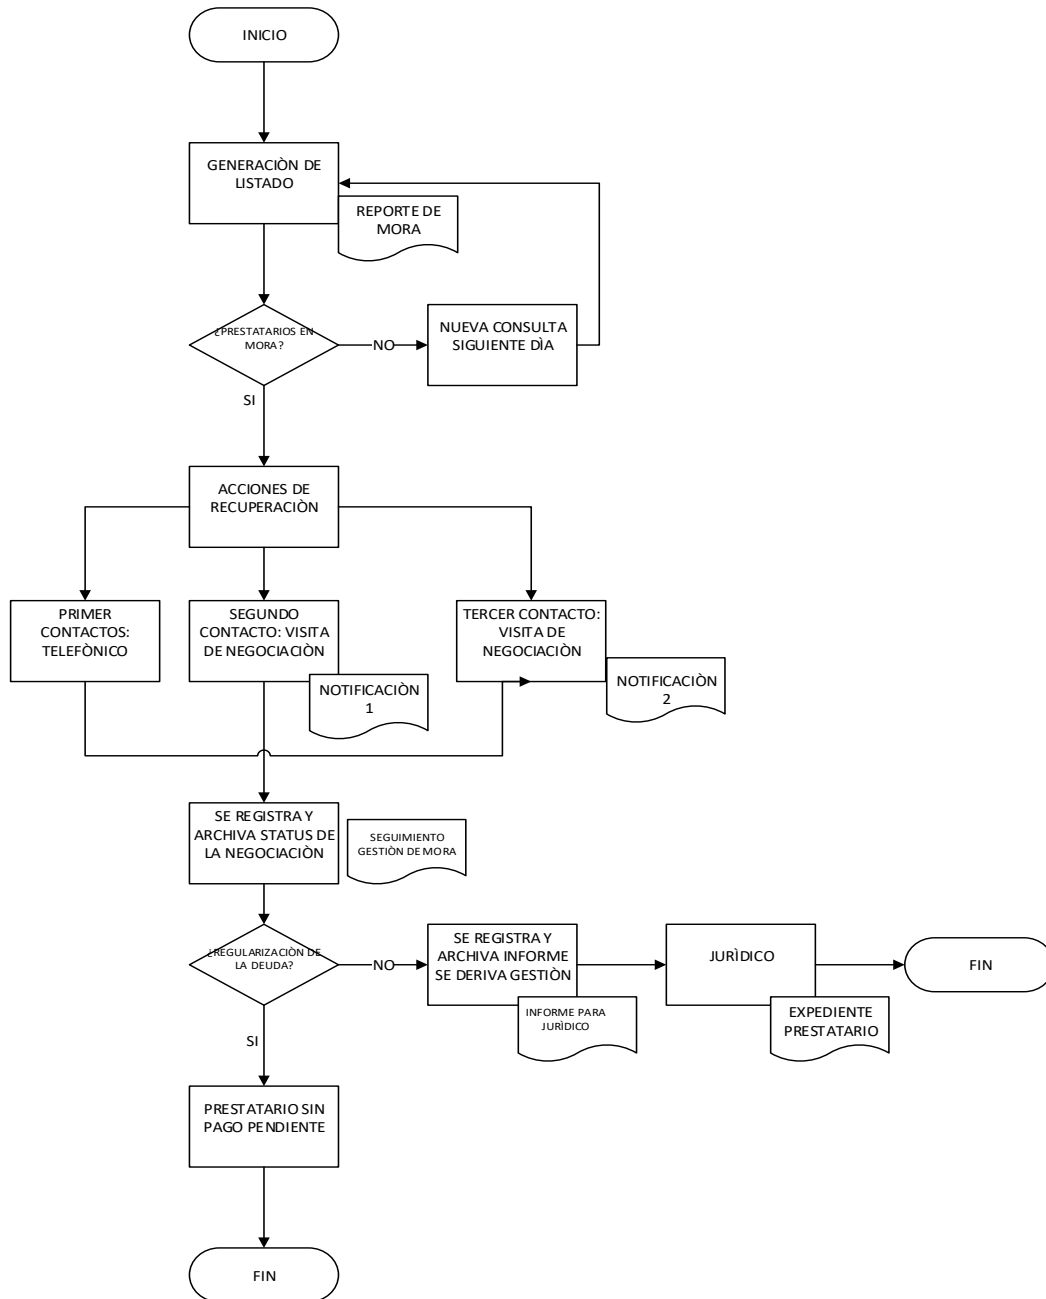 INICIO
GENERACIÒN DE
LISTADO
REPORTE DE
MORA
¿PRESTATARIOS EN
MORA?
NO
NUEVA CONSULTA
SIGUIENTE DÌA
SI
ACCIONES DE
RECUPERACIÒN
PRIMER
CONTACTOS:
TELEFÒNICO
SEGUNDO
CONTACTO: VISITA
DE NEGOCIACIÒN
NOTIFICACIÒN
1
TERCER CONTACTO:
VISITA DE
NEGOCIACIÒN
NOTIFICACIÒN
2
SE REGISTRA Y
ARCHIVA STATUS DE
LA NEGOCIACIÒN
SEGUIMIENTO
GESTIÒN DE MORA
¿REGULARIZACIÒN DE
LA DEUDA?
NO
SE REGISTRA Y
ARCHIVA INFORME
SE DERIVA GESTIÒN
INFORME PARA
JURÌDICO
JURÌDICO
EXPEDIENTE
PRESTATARIO
FIN
SI
PRESTATARIO SIN
PAGO PENDIENTE
FIN